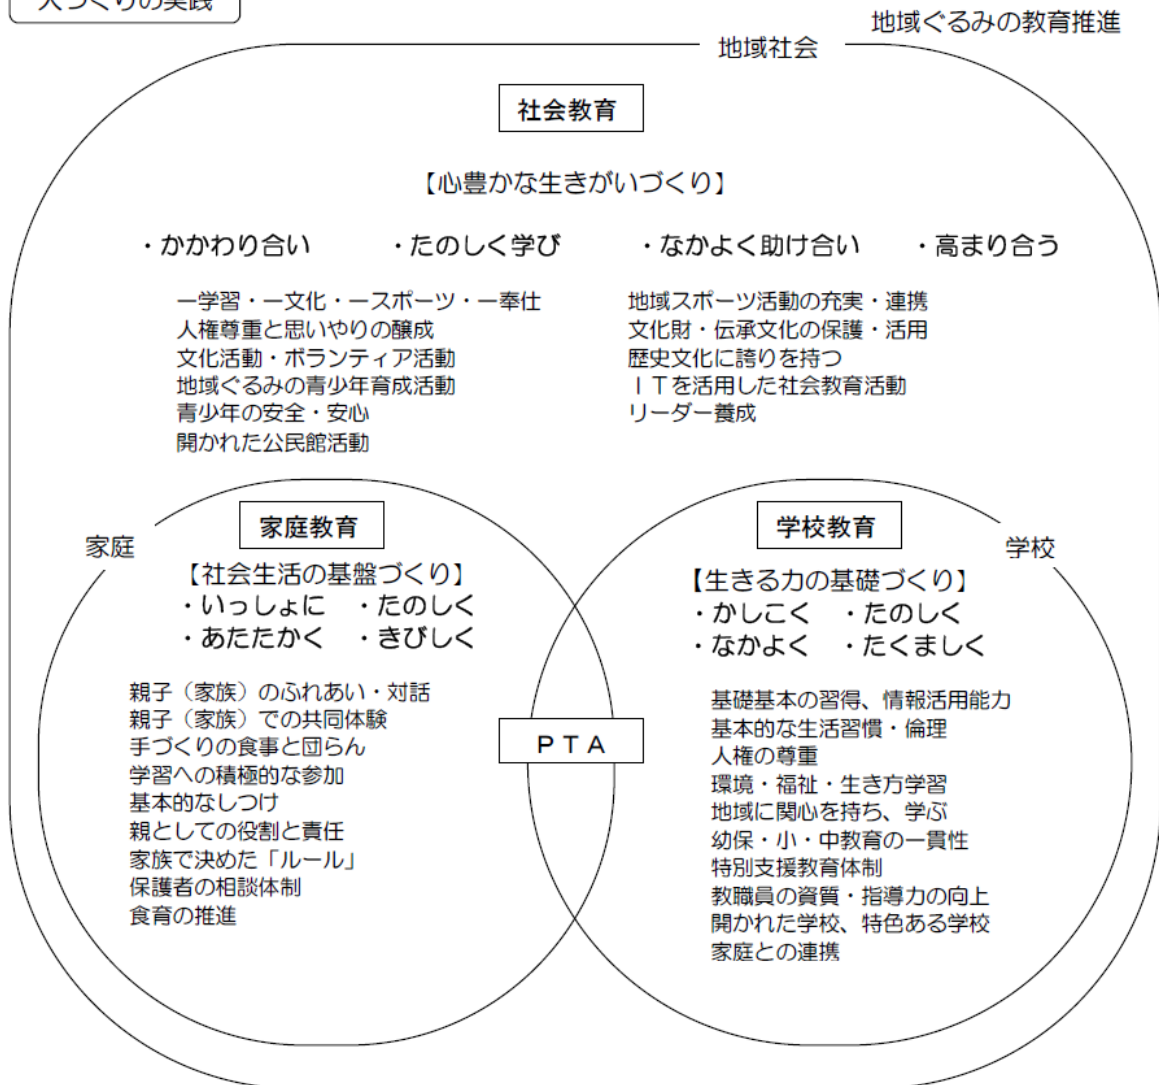 人づくりの実践
地域ぐるみの教育推進
地域社会
社会教育
【心豊かな生きがいづくり】
・かかわり合い ・たのしく学び ・なかよく助け合い ・高まり合う
一学習・一文化・一スポーツ・一奉仕
人権尊重と思いやりの醸成
文化活動・ボランティア活動
地域ぐるみの青少年育成活動
青少年の安全・安心
開かれた公民館活動
地域スポーツ活動の充実・連携
文化財・伝承文化の保護・活用
歴史文化に誇りを持つ
ＩＴを活用した社会教育活動
リーダー養成
家庭
家庭教育
【社会生活の基盤づくり】
・いっしょに ・たのしく
・あたたかく ・きびしく
親子（家族）のふれあい・対話
親子（家族）での共同体験
手づくりの食事と団らん
学習への積極的な参加
基本的なしつけ
親としての役割と責任
家族で決めた「ルール」
保護者の相談体制
食育の推進
ＰＴＡ
学校
学校教育
【生きる力の基礎づくり】
・かしこく ・たのしく
・なかよく ・たくましく
基礎基本の習得、情報活用能力
基本的な生活習慣・倫理
人権の尊重
環境・福祉・生き方学習
地域に関心を持ち、学ぶ
幼保・小・中教育の一貫性
特別支援教育体制
教職員の資質・指導力の向上
開かれた学校、特色ある学校
家庭との連携